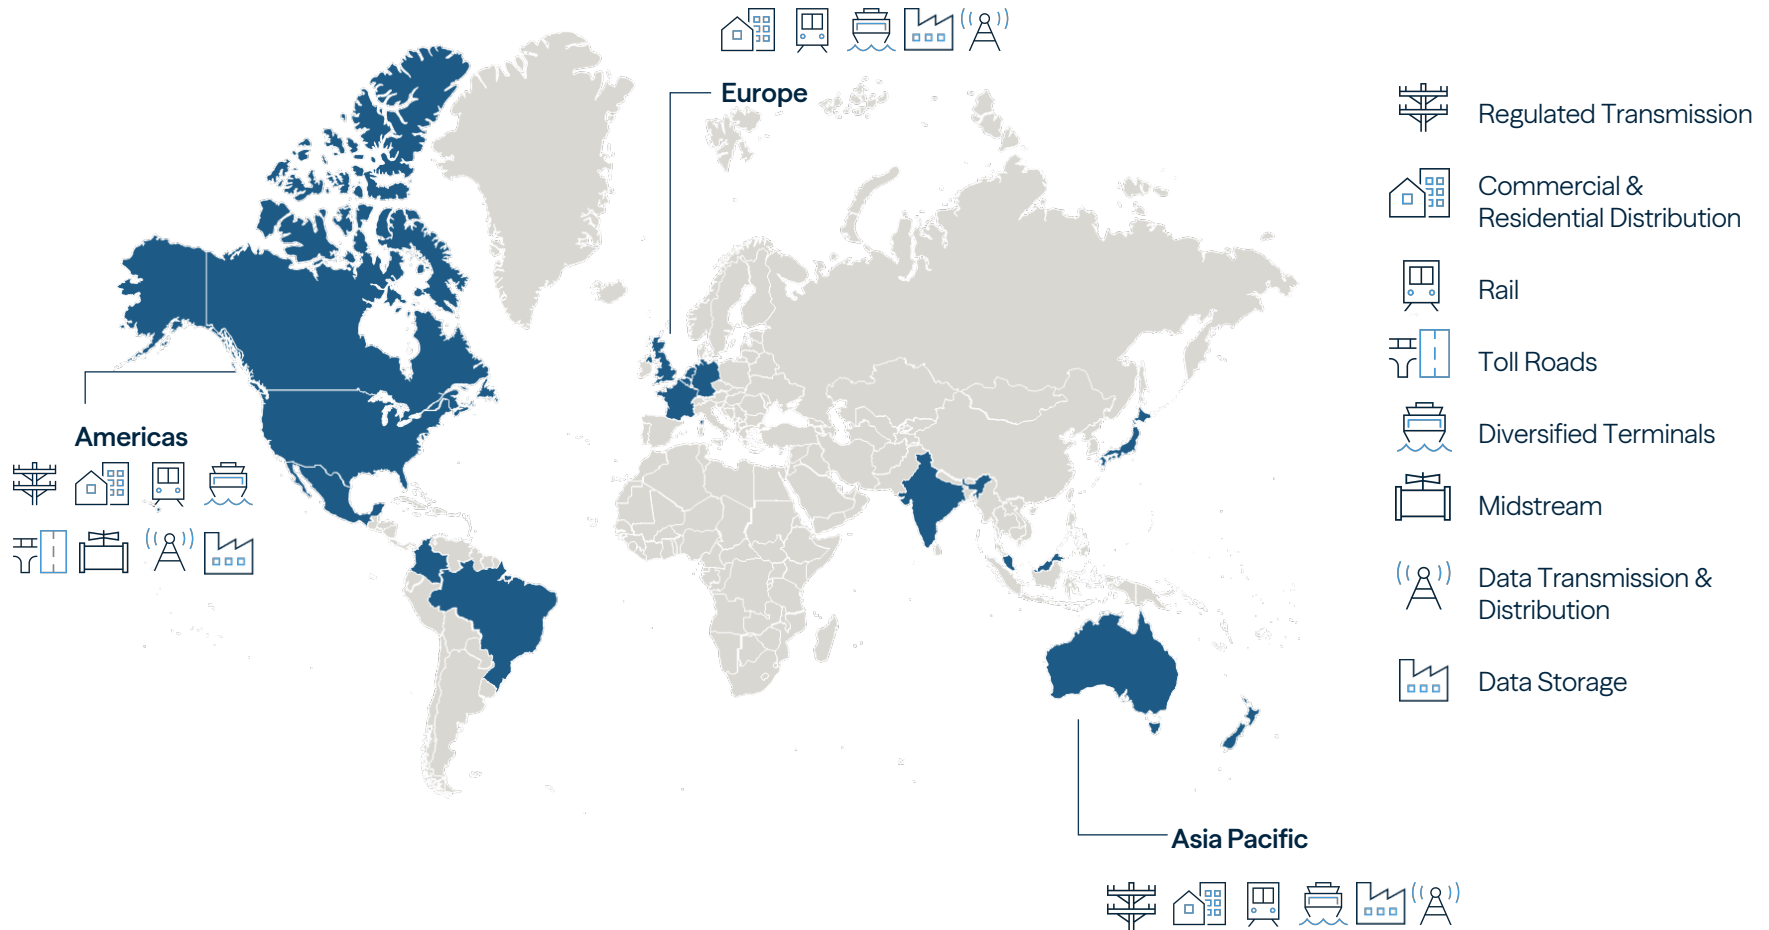 Europe
Americas
Asia Pacific
Regulated Transmission
Commercial &
Residential Distribution
Rail
Toll Roads
Diversified Terminals
Midstream
Data Transmission &
Distribution
Data Storage